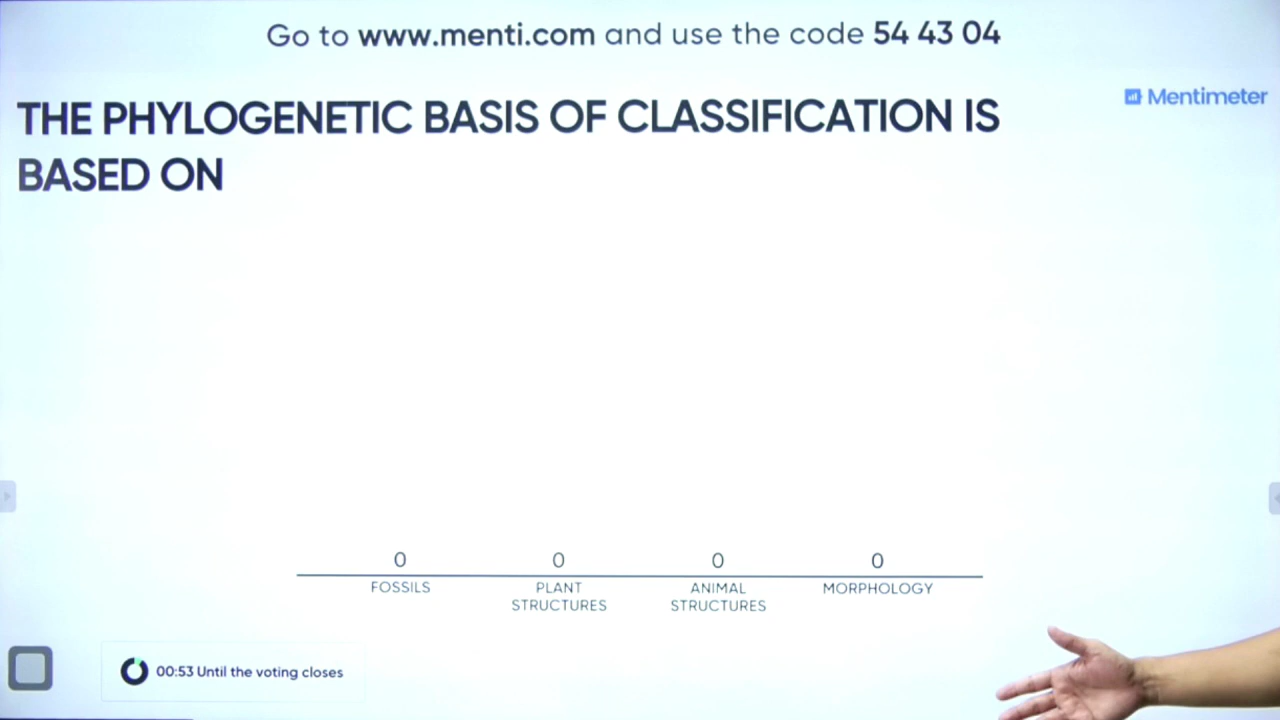 Go to www.menti.com and use the code 54 43 04
Mentimeter
THE PHYLOGENETIC BASIS OF CLASSIFICATION IS
BASED ON
0 0 0 0
FOSSILS PLANT ANIMAL MORPHOLOGY
STRUCTURES STRUCTURES
00:53 Until the voting closes